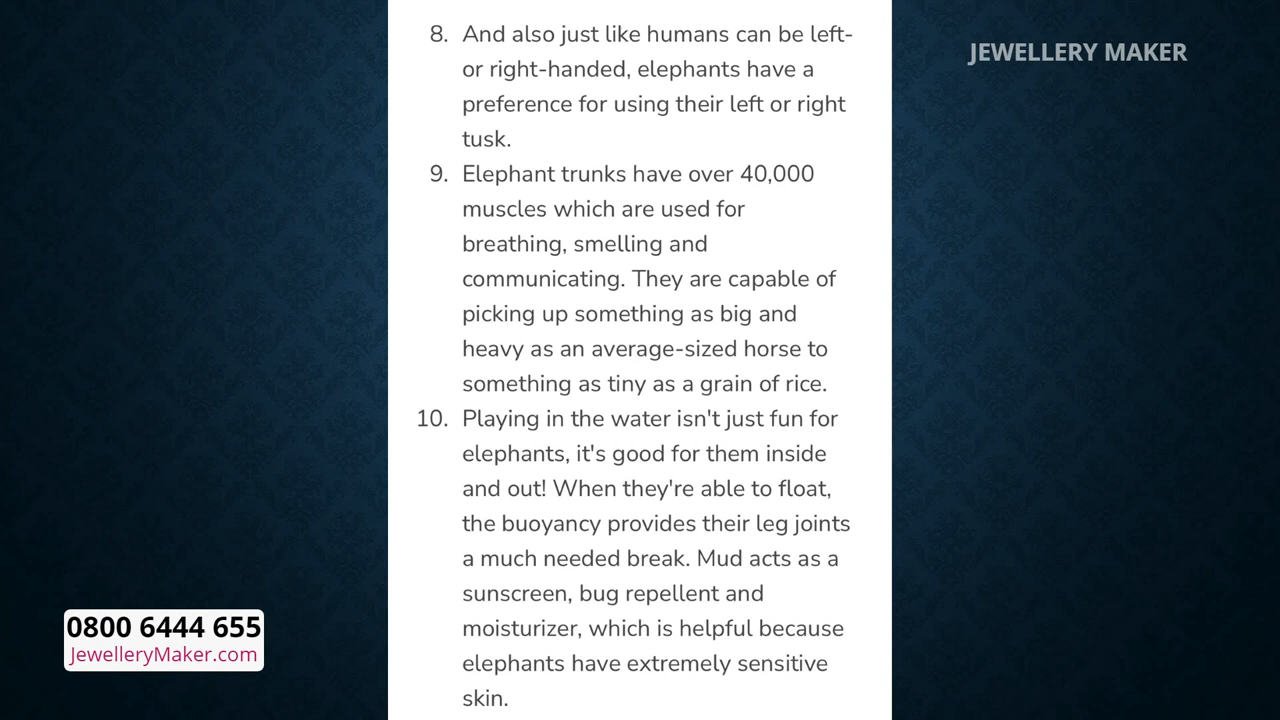 JEWELLERY MAKER
8. And also just like humans can be left-
or right-handed, elephants have a
preference for using their left or right
tusk.
9. Elephant trunks have over 40,000
muscles which are used for
breathing, smelling and
communicating. They are capable of
picking up something as big and
heavy as an average-sized horse to
something as tiny as a grain of rice.
10. Playing in the water isn't just fun for
elephants, it's good for them inside
and out! When they're able to float,
the buoyancy provides their leg joints
a much needed break. Mud acts as a
sunscreen, bug repellent and
moisturizer, which is helpful because
elephants have extremely sensitive
skin.
0800 6444 655
JewelleryMaker.com